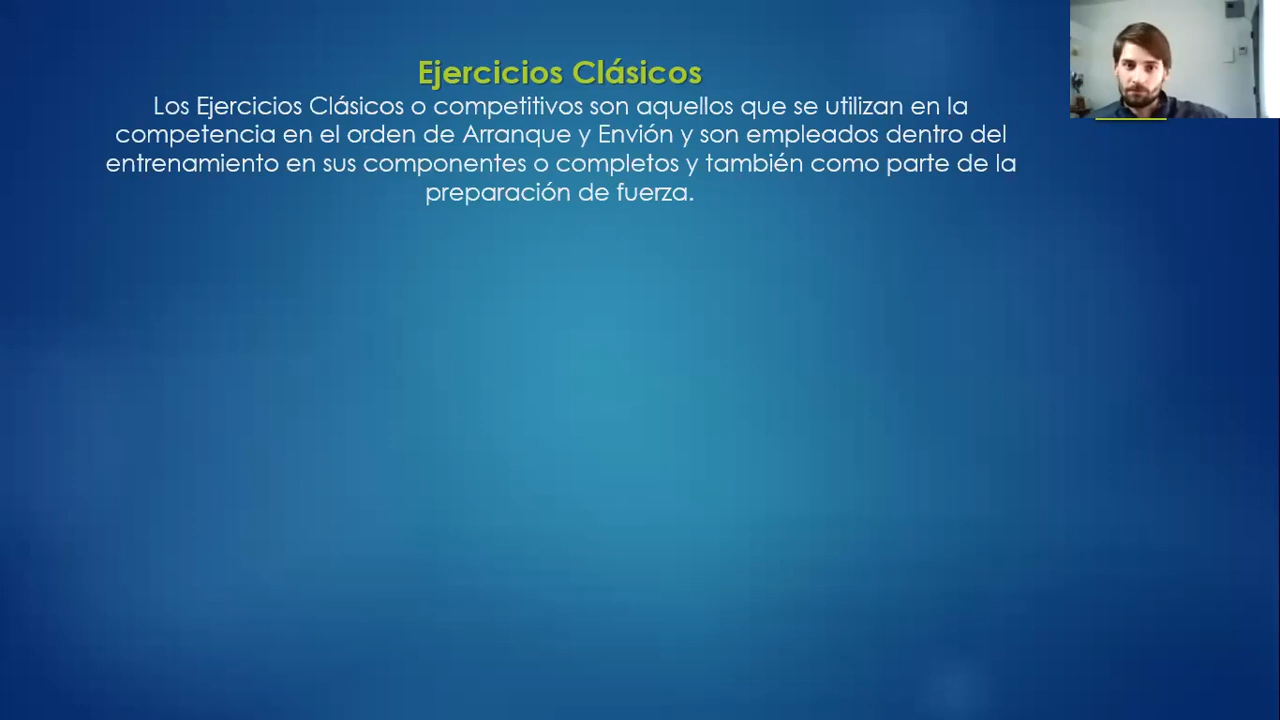 Ejercicios Clásicos
Los Ejercicios Clásicos o competitivos son aquellos que se utilizan en la
competencia en el orden de Arranque y Envión y son empleados dentro del
entrenamiento en sus componentes o completos y también como parte de la
preparación de fuerza.